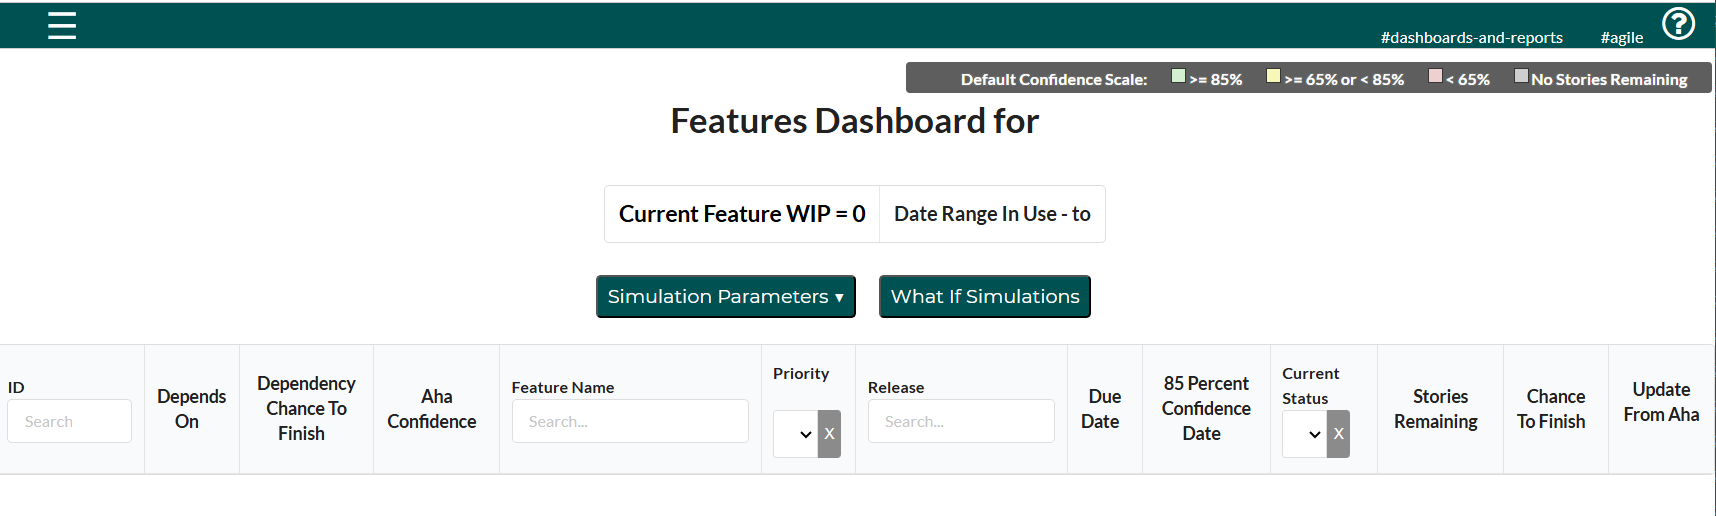 #dashboards-and-reports #agile ?
Default Confidence Scale: >= 85% >= 65% or < 85% < 65% No Stories Remaining
Features Dashboard for
Current Feature WIP = 0 Date Range In Use - to
Simulation Parameters ▾ What If Simulations
ID
Search
Depends
On
Dependency
Chance To
Finish
Aha
Confidence
Feature Name
Search...
Priority
X
Release
Search...
Due
Date
85 Percent
Confidence
Date
Current
Status
X
Stories
Remaining
Chance
To Finish
Update
From Aha